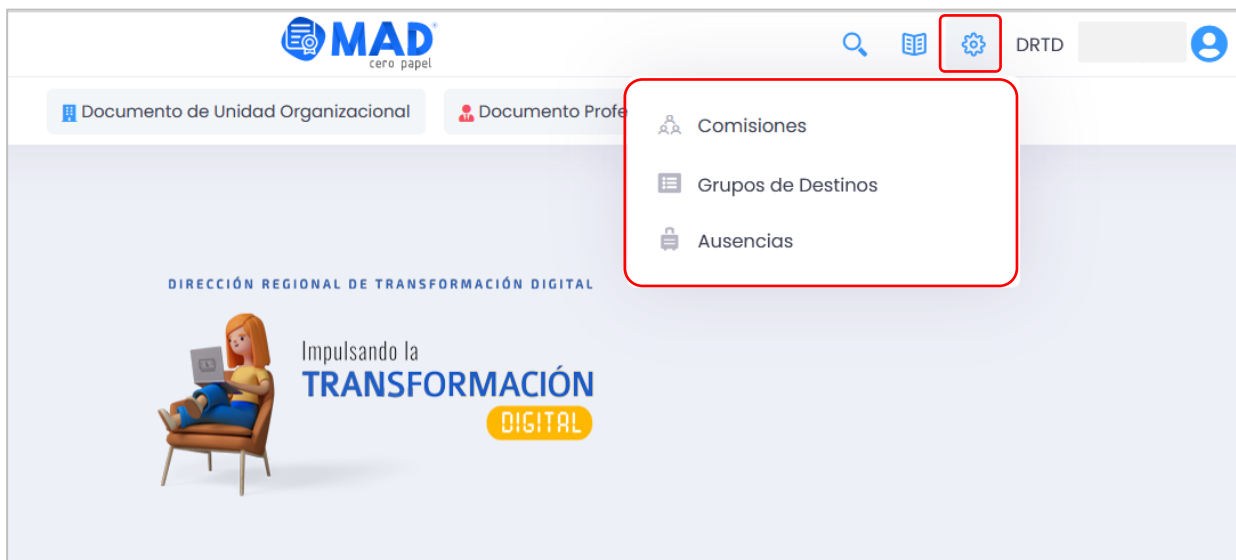 MAD
cero papel
DRTD
Documento de Unidad Organizacional
Documento Profe
Comisiones
Grupos de Destinos
Ausencias
DIRECCIÓN REGIONAL DE TRANSFORMACIÓN DIGITAL
Impulsando la
TRANSFORMACIÓN
DIGITAL